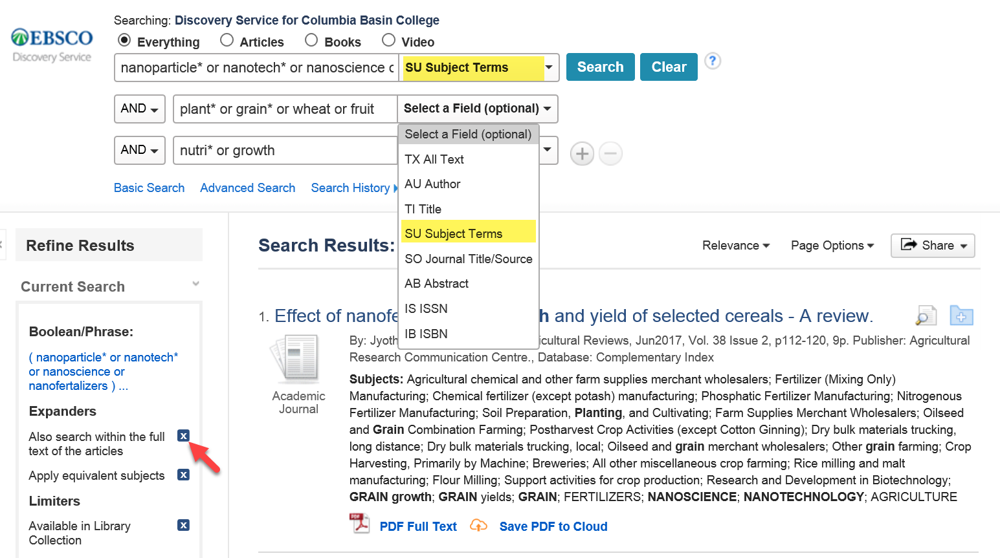 Searching: Discovery Service for Columbia Basin College
EBSCO
Discovery Service
Everything Articles Books Video
nanoparticle* or nanotech* or nanoscience
SU Subject Terms
Search
Clear
?
AND
plant* or grain* or wheat or fruit
Select a Field (optional)
AND
nutri* or growth
Select a Field (optional)
TX All Text
AU Author
TI Title
SU Subject Terms
SO Journal Title/Source
AB Abstract
IS ISSN
IB ISBN
Basic Search Advanced Search Search History
Refine Results
Current Search
Boolean/Phrase:
( nanoparticle* or nanotech*
or nanoscience or
nanofertalizers ) ...
Expanders
Also search within the full
text of the articles
x
Apply equivalent subjects
x
Limiters
Available in Library
Collection
x
Search Results:
Relevance
Page Options
Share
1. Effect of and yield of selected cereals - A review.
Academic
Journal
By: Agricultural Reviews, Jun2017, Vol. 38 Issue 2, p112-120, 9p. Publisher: Agricultural
Research Communication Centre., Database: Complementary Index
Subjects: Agricultural chemical and other farm supplies merchant wholesalers; Fertilizer (Mixing Only)
Manufacturing; Chemical fertilizer (except potash) manufacturing; Phosphatic Fertilizer Manufacturing; Nitrogenous
Fertilizer Manufacturing; Soil Preparation, Planting, and Cultivating; Farm Supplies Merchant Wholesalers; Oilseed
and Grain Combination Farming; Postharvest Crop Activities (except Cotton Ginning); Dry bulk materials trucking,
long distance; Dry bulk materials trucking, local; Oilseed and grain merchant wholesalers; Other grain farming; Crop
Harvesting, Primarily by Machine; Breweries; All other miscellaneous crop farming; Rice milling and malt
manufacturing; Flour Milling; Support activities for crop production; Research and Development in Biotechnology;
GRAIN growth; GRAIN yields; GRAIN; FERTILIZERS; NANOSCIENCE; NANOTECHNOLOGY; AGRICULTURE
PDF
PDF Full Text
Save PDF to Cloud